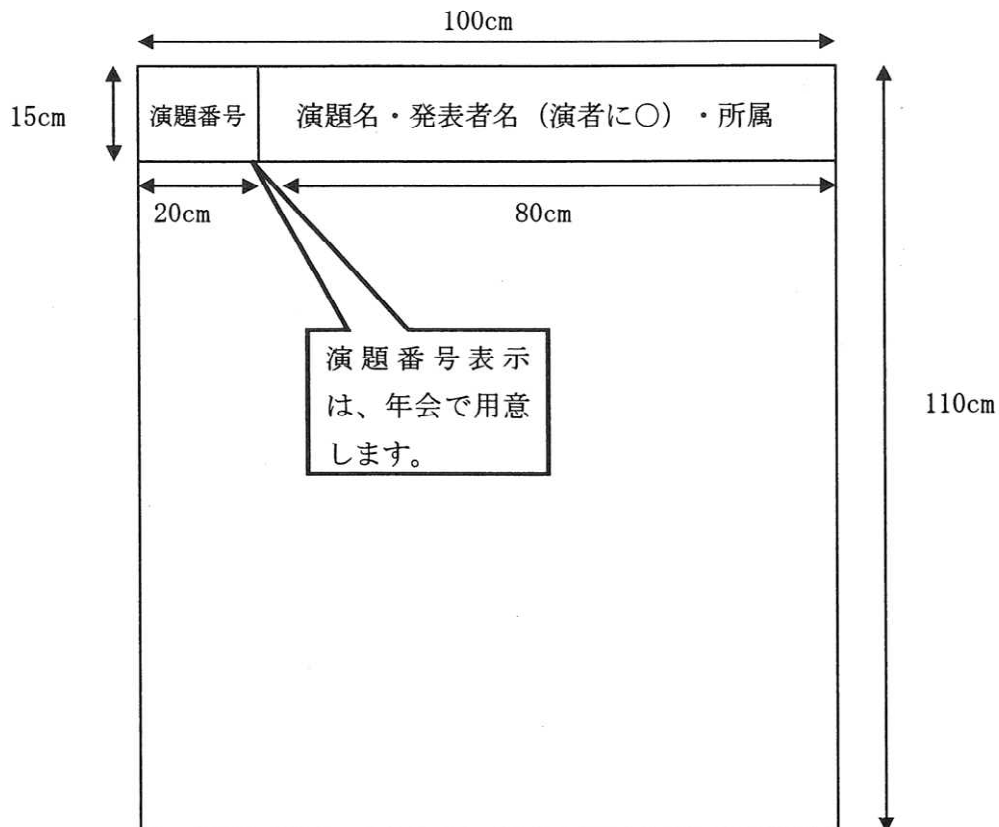 100cm
15cm
演題番号
演題名・発表者名（演者に○）・所属
20cm
80cm
演題番号表示
は、年会で用意
します。
110cm